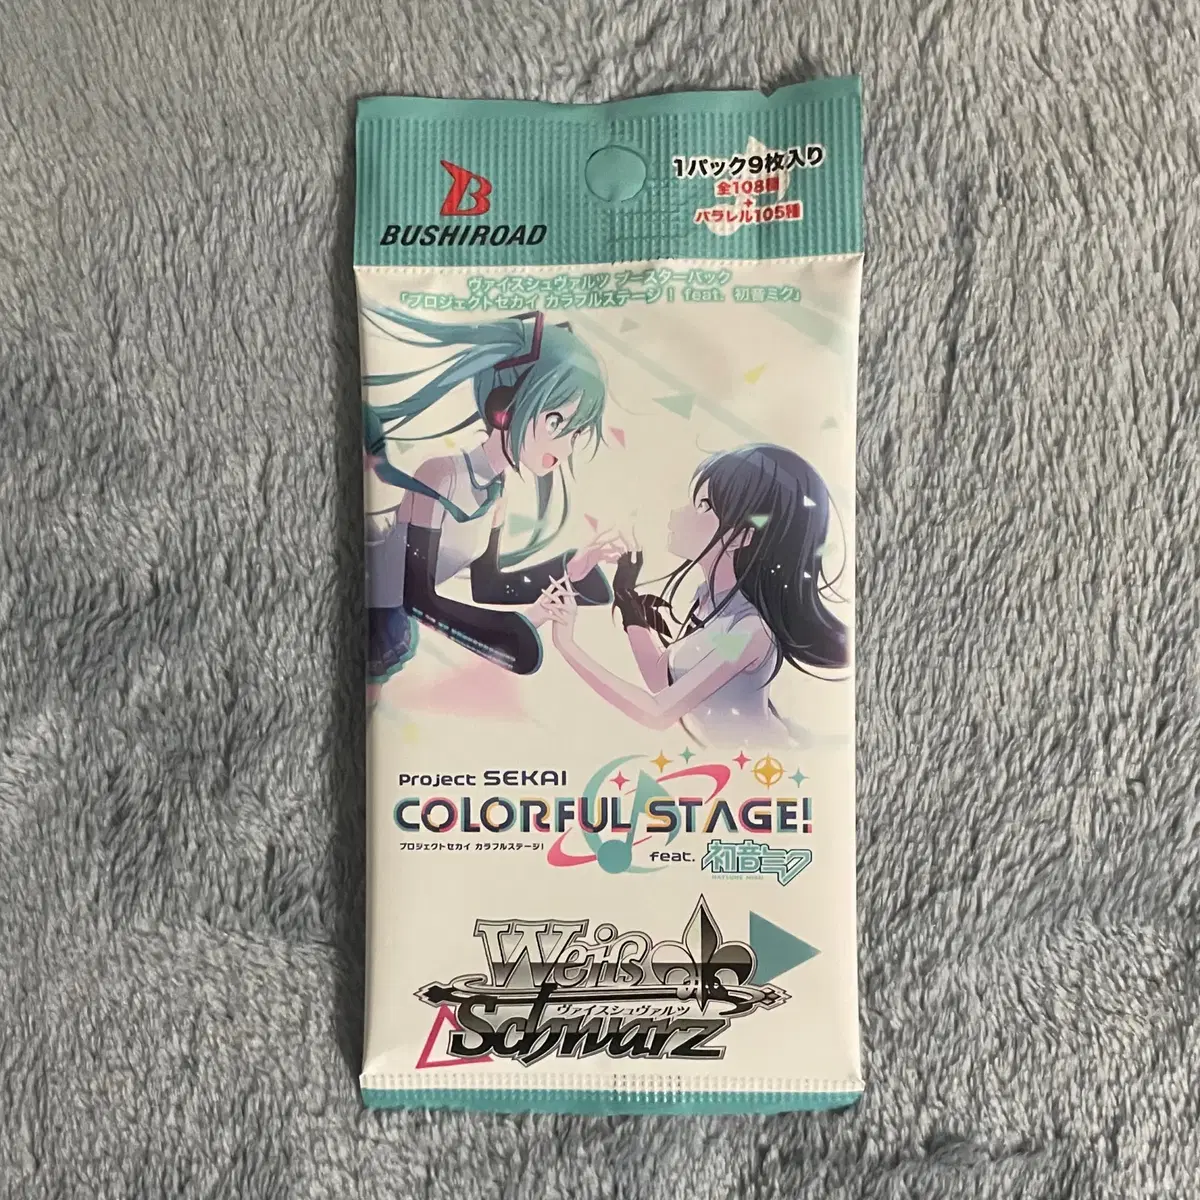 1パック9枚入り
全108種
+
パラレル105種
BUSHIROAD
ヴァイスシュヴァルツ ブースターパック
「プロジェクトセカイ カラフルステージ! feat. 初音ミク」
Project SEKAI
COLORFUL STAGE!
プロジェクトセカイ カラフルステージ!
feat. 初音ミク
HATSUNE MIKU
Weiß
ヴァイスシュヴァルツ
Schwarz